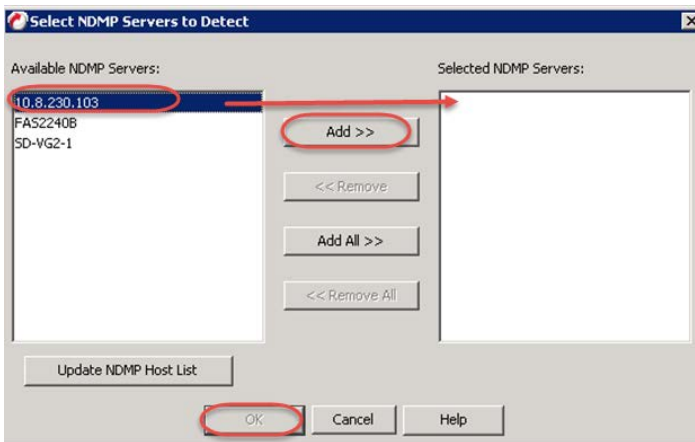 Select NDMP Servers to Detect
Available NDMP Servers:
Selected NDMP Servers:
10.8.230.103
FAS2240B
SD-VG2-1
Add >>
<< Remove
Add All >>
<< Remove All
Update NDMP Host List
OK
Cancel
Help